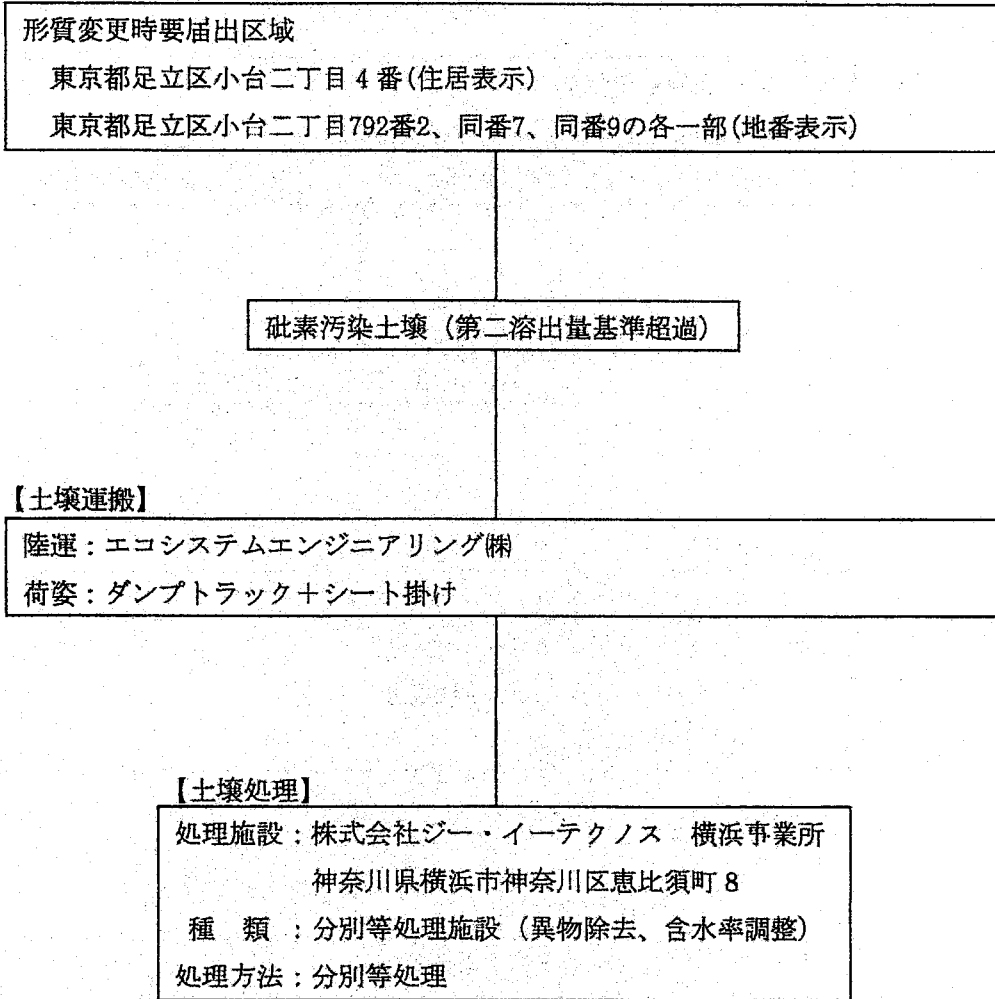 形質変更時要届出区域
東京都足立区小台二丁目4番(住居表示)
東京都足立区小台二丁目792番2、同番7、同番9の各一部(地番表示)
砒素汚染土壌（第二溶出量基準超過）
【土壌運搬】
陸運：エコシステムエンジニアリング㈱
荷姿：ダンプトラック＋シート掛け
【土壌処理】
処理施設：株式会社ジー・イーテクノス　横浜事業所
神奈川県横浜市神奈川区恵比須町8
種　類　：分別等処理施設（異物除去、含水率調整）
処理方法：分別等処理